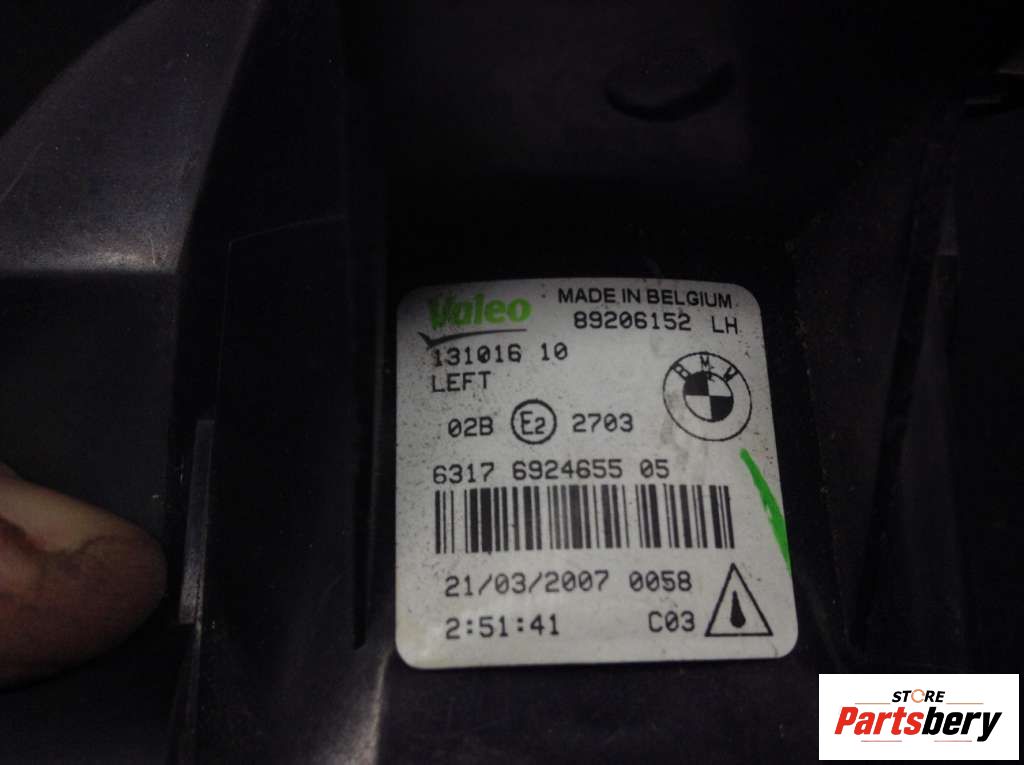 Valeo MADE IN BELGIUM
89206152 LH
131016 10
LEFT
BMW
02B E2 2703
6317 6924655 05
21/03/2007 0058
2:51:41 C03
STORE
Partsbery